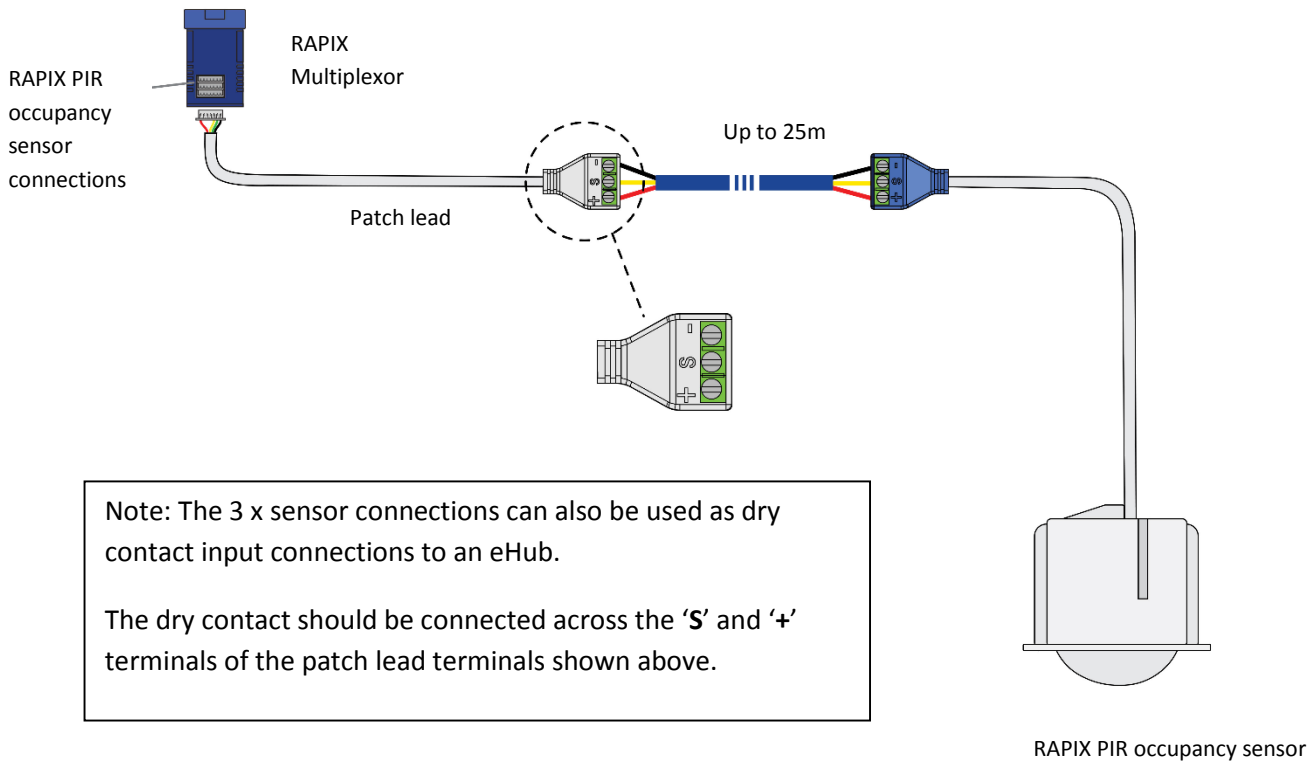 RAPIX
Multiplexor
RAPIX PIR
occupancy
sensor
connections
Up to 25m
Patch lead
- S +
- S +
- S +
Note: The 3 x sensor connections can also be used as dry
contact input connections to an eHub.
The dry contact should be connected across the ‘S’ and ‘+’
terminals of the patch lead terminals shown above.
RAPIX PIR occupancy sensor